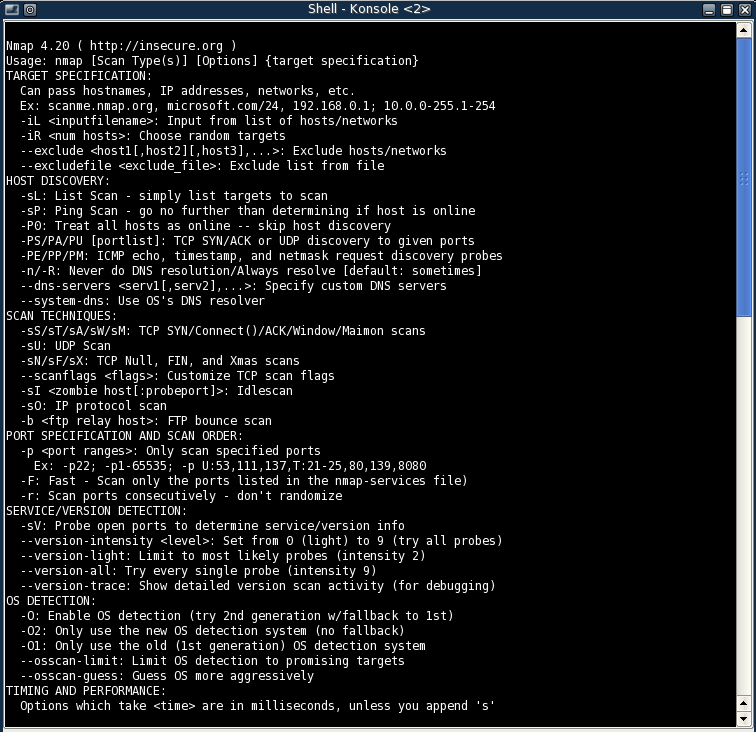 Shell - Konsole <2>
Nmap 4.20 ( http://insecure.org )
Usage: nmap [Scan Type(s)] [Options] {target specification}
TARGET SPECIFICATION:
  Can pass hostnames, IP addresses, networks, etc.
  Ex: scanme.nmap.org, microsoft.com/24, 192.168.0.1; 10.0.0-255.1-254
  -iL <inputfilename>: Input from list of hosts/networks
  -iR <num hosts>: Choose random targets
  --exclude <host1[,host2][,host3],...>: Exclude hosts/networks
  --excludefile <exclude_file>: Exclude list from file
HOST DISCOVERY:
  -sL: List Scan - simply list targets to scan
  -sP: Ping Scan - go no further than determining if host is online
  -P0: Treat all hosts as online -- skip host discovery
  -PS/PA/PU [portlist]: TCP SYN/ACK or UDP discovery to given ports
  -PE/PP/PM: ICMP echo, timestamp, and netmask request discovery probes
  -n/-R: Never do DNS resolution/Always resolve [default: sometimes]
  --dns-servers <serv1[,serv2],...>: Specify custom DNS servers
  --system-dns: Use OS's DNS resolver
SCAN TECHNIQUES:
  -sS/sT/sA/sW/sM: TCP SYN/Connect()/ACK/Window/Maimon scans
  -sU: UDP Scan
  -sN/sF/sX: TCP Null, FIN, and Xmas scans
  --scanflags <flags>: Customize TCP scan flags
  -sI <zombie host[:probeport]>: Idlescan
  -sO: IP protocol scan
  -b <ftp relay host>: FTP bounce scan
PORT SPECIFICATION AND SCAN ORDER:
  -p <port ranges>: Only scan specified ports
    Ex: -p22; -p1-65535; -p U:53,111,137,T:21-25,80,139,8080
  -F: Fast - Scan only the ports listed in the nmap-services file)
  -r: Scan ports consecutively - don't randomize
SERVICE/VERSION DETECTION:
  -sV: Probe open ports to determine service/version info
  --version-intensity <level>: Set from 0 (light) to 9 (try all probes)
  --version-light: Limit to most likely probes (intensity 2)
  --version-all: Try every single probe (intensity 9)
  --version-trace: Show detailed version scan activity (for debugging)
OS DETECTION:
  -O: Enable OS detection (try 2nd generation w/fallback to 1st)
  -O2: Only use the new OS detection system (no fallback)
  -O1: Only use the old (1st generation) OS detection system
  --osscan-limit: Limit OS detection to promising targets
  --osscan-guess: Guess OS more aggressively
TIMING AND PERFORMANCE:
  Options which take <time> are in milliseconds, unless you append 's'